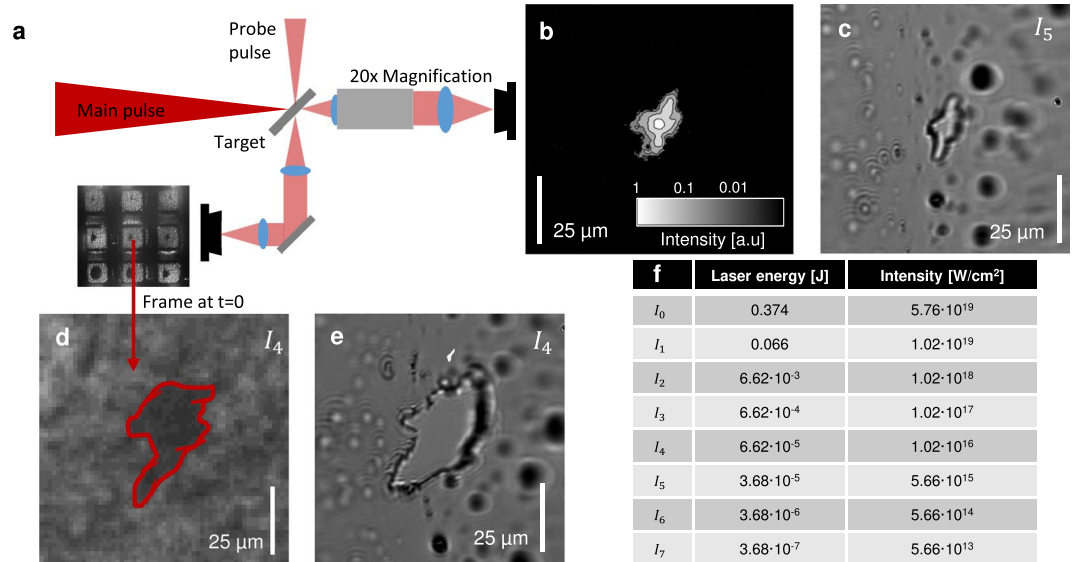 a
Probe
pulse
20x Magnification
Main pulse
Target
Frame at t=0
b
1 0.1 0.01
25 µm
Intensity [a.u]
c
I₅
25 µm
d
I₄
25 µm
e
I₄
25 µm
f Laser energy [J] Intensity [W/cm²]
I₀ 0.374 5.76·10¹⁹
I₁ 0.066 1.02·10¹⁹
I₂ 6.62·10⁻³ 1.02·10¹⁸
I₃ 6.62·10⁻⁴ 1.02·10¹⁷
I₄ 6.62·10⁻⁵ 1.02·10¹⁶
I₅ 3.68·10⁻⁵ 5.66·10¹⁵
I₆ 3.68·10⁻⁶ 5.66·10¹⁴
I₇ 3.68·10⁻⁷ 5.66·10¹³